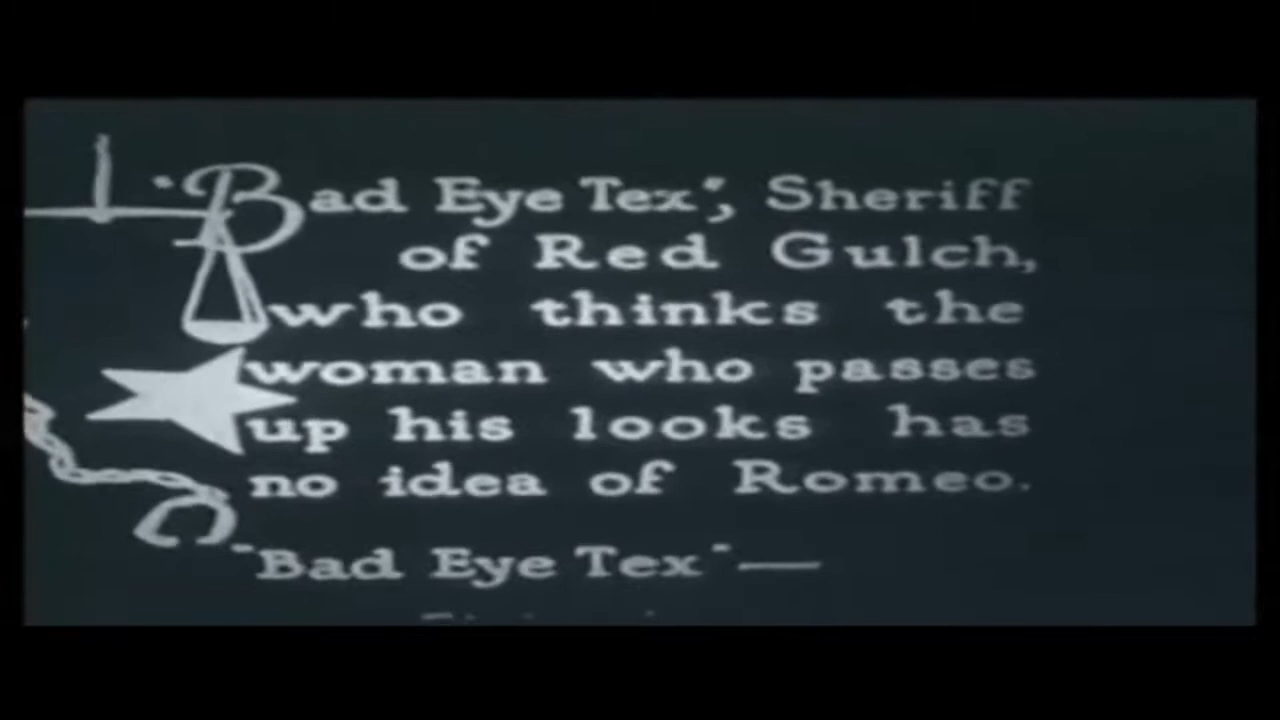 "Bad Eye Tex", Sheriff
of Red Gulch,
who thinks the
woman who passes
up his looks has
no idea of Romeo.
"Bad Eye Tex"—